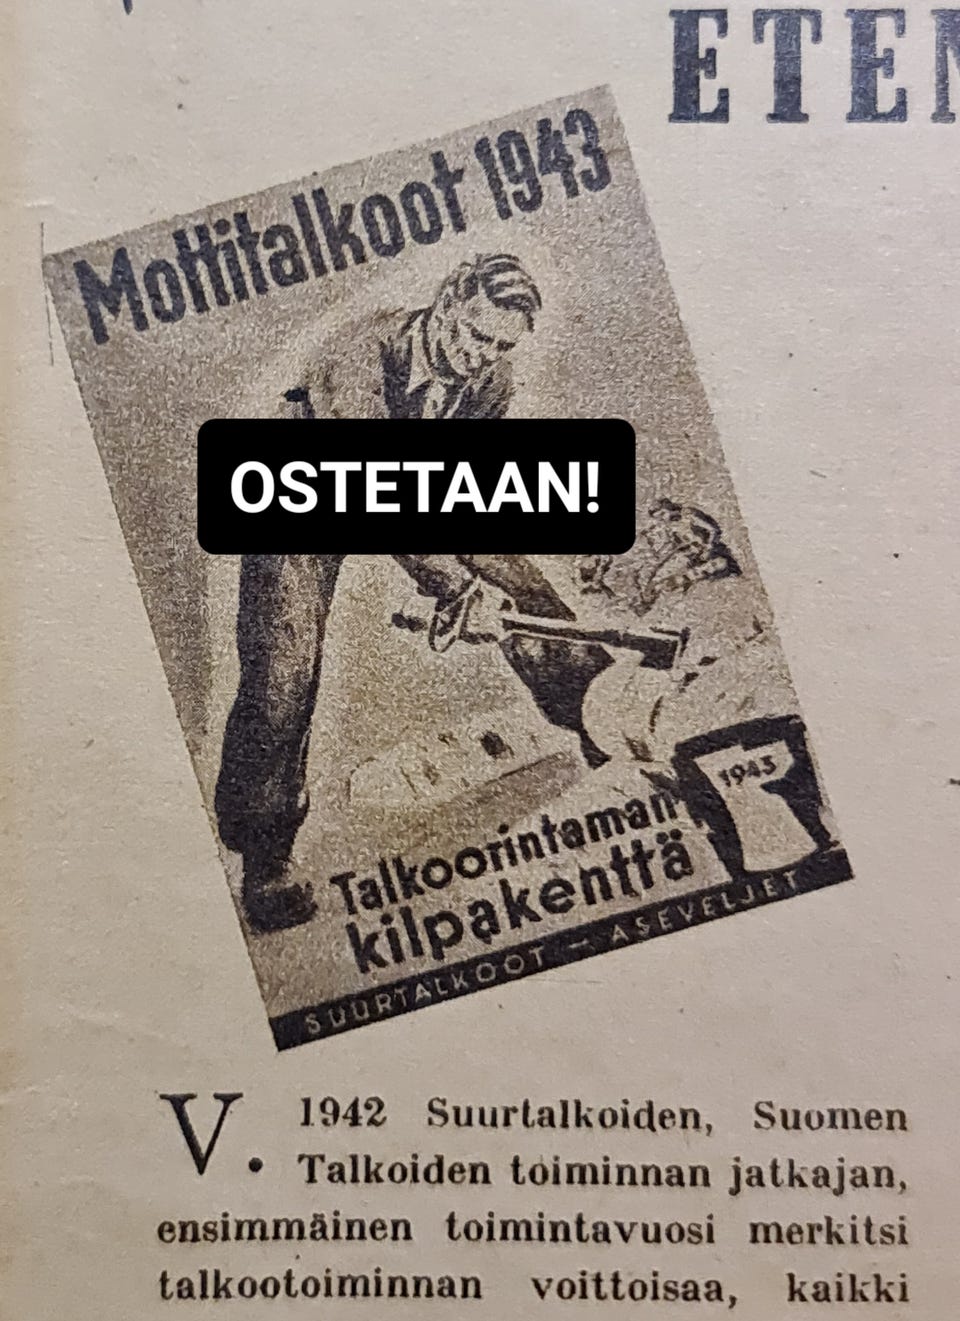 ETEN
Mottitalkoot 1943
OSTETAAN!
1943
Talkoorintaman
kilpakenttä
SUURTALKOOT — ASEVELJET
V. 1942 Suurtalkoiden, Suomen
Talkoiden toiminnan jatkajan,
ensimmäinen toimintavuosi merkitsi
talkootoiminnan voittoisaa, kaikki